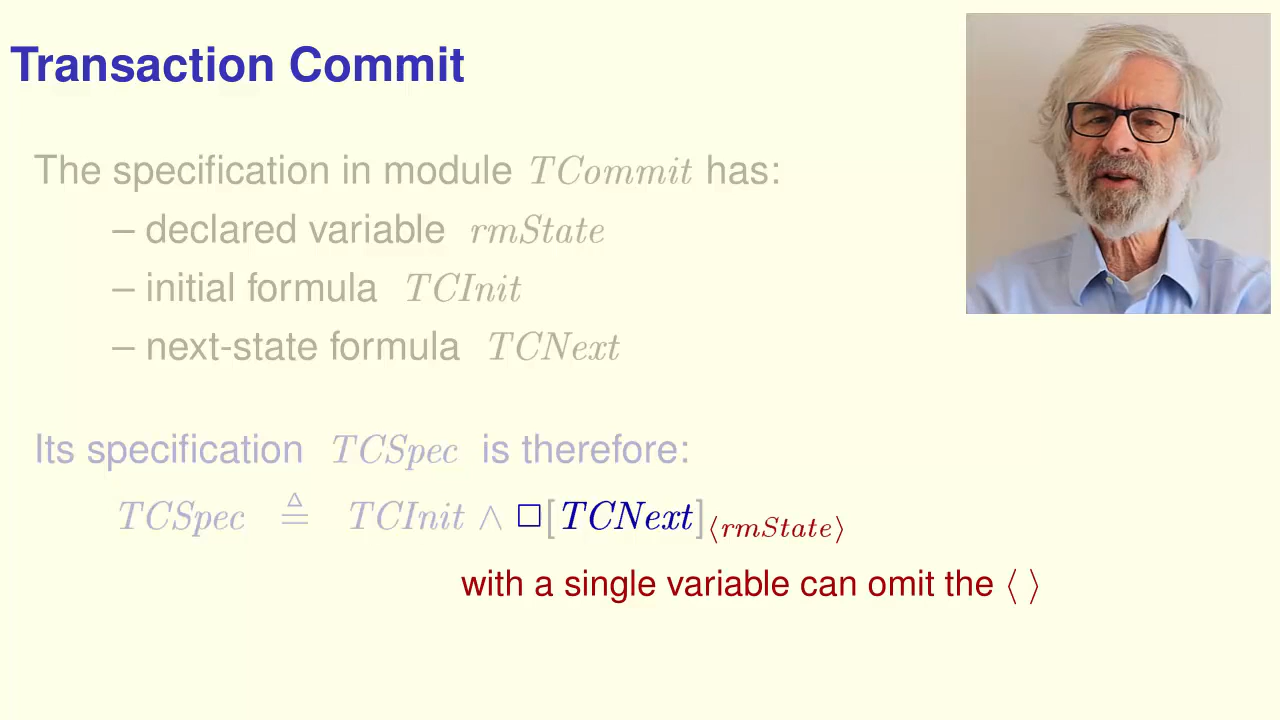 Transaction Commit
The specification in module TCommit has:
– declared variable rmState
– initial formula TCInit
– next-state formula TCNext
Its specification TCSpec is therefore:
TCSpec ≜ TCInit ∧ □[TCNext]⟨rmState⟩
with a single variable can omit the ⟨ ⟩